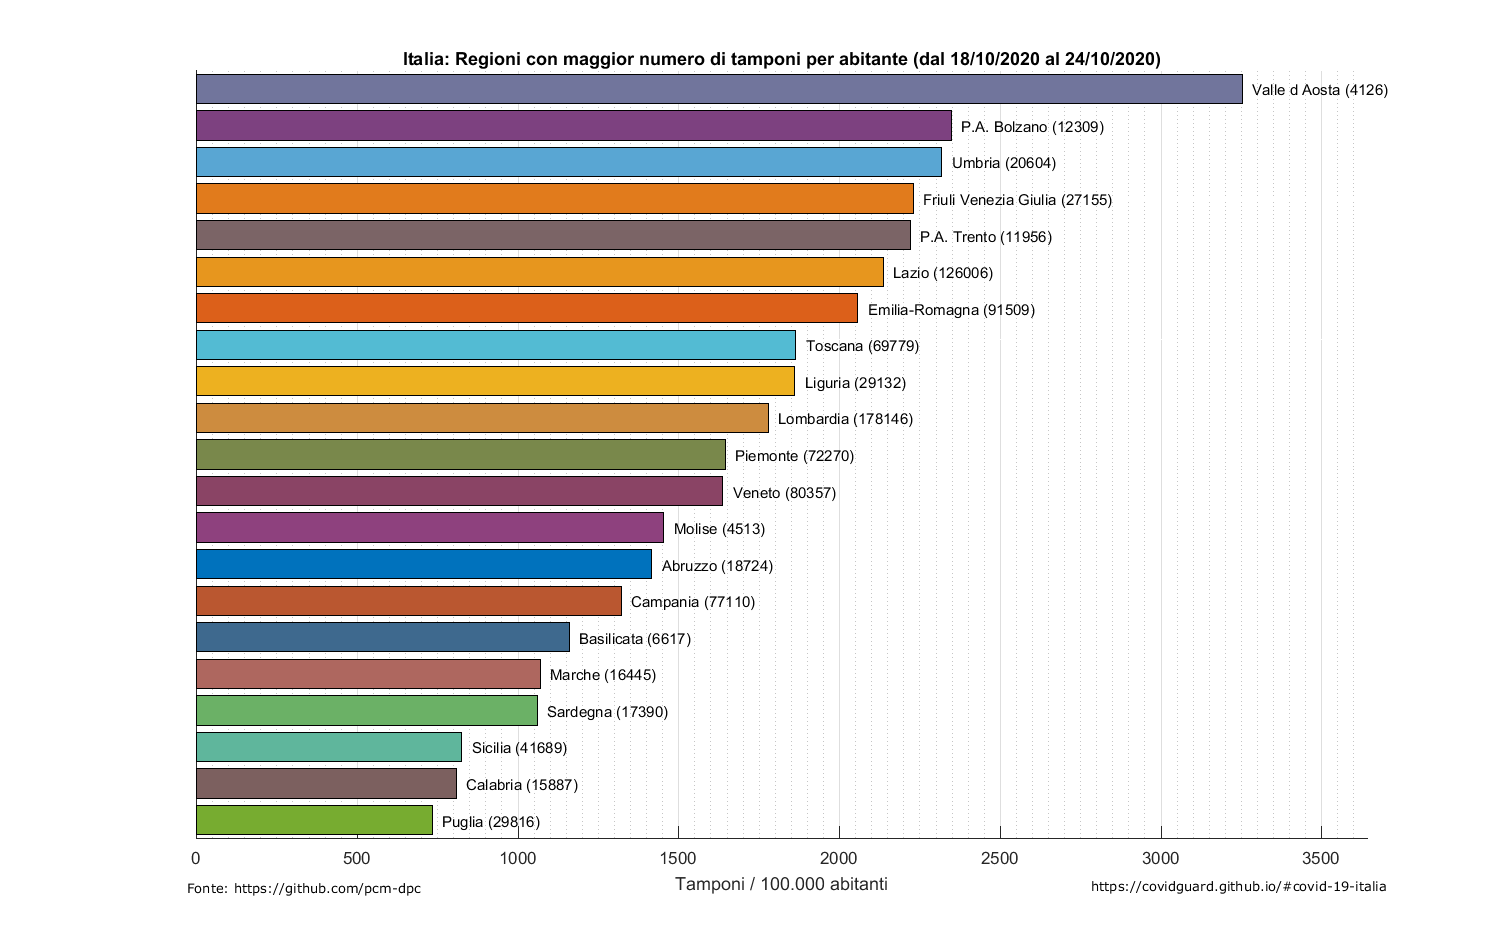 Italia: Regioni con maggior numero di tamponi per abitante (dal 18/10/2020 al 24/10/2020)
Valle d Aosta (4126)
P.A. Bolzano (12309)
Umbria (20604)
Friuli Venezia Giulia (27155)
P.A. Trento (11956)
Lazio (126006)
Emilia-Romagna (91509)
Toscana (69779)
Liguria (29132)
Lombardia (178146)
Piemonte (72270)
Veneto (80357)
Molise (4513)
Abruzzo (18724)
Campania (77110)
Basilicata (6617)
Marche (16445)
Sardegna (17390)
Sicilia (41689)
Calabria (15887)
Puglia (29816)
0 500 1000 1500 2000 2500 3000 3500
Tamponi / 100.000 abitanti
Fonte: https://github.com/pcm-dpc
https://covidguard.github.io/#covid-19-italia